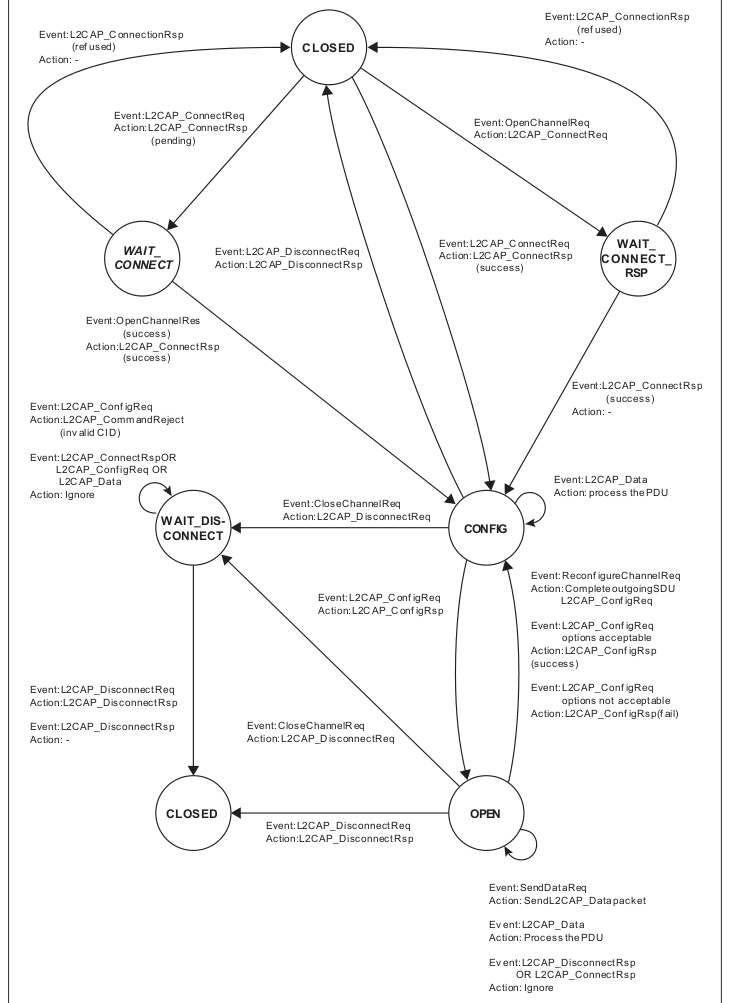 Event:L2CAP_ConnectionRsp
(refused)
Action: -
CLOSED
Event:L2CAP_ConnectionRsp
(refused)
Action: -
Event:L2CAP_ConnectReq
Action:L2CAP_ConnectRsp
(pending)
Event:OpenChannelReq
Action:L2CAP_ConnectReq
WAIT_
CONNECT
Event:L2CAP_DisconnectReq
Action:L2CAP_DisconnectRsp
Event:L2CAP_ConnectReq
Action:L2CAP_ConnectRsp
(success)
WAIT_
CONNECT_
RSP
Event:OpenChannelRes
(success)
Action:L2CAP_ConnectRsp
(success)
Event:L2CAP_ConnectRsp
(success)
Action: -
Event:L2CAP_ConfigReq
Action:L2CAP_CommandReject
(invalid CID)
Event:L2CAP_ConnectRspOR
L2CAP_ConfigReq OR
L2CAP_Data
Action: Ignore
WAIT_DIS-
CONNECT
Event:CloseChannelReq
Action:L2CAP_DisconnectReq
CONFIG
Event:L2CAP_Data
Action: process the PDU
Event:L2CAP_ConfigReq
Action:L2CAP_ConfigRsp
Event:ReconfigureChannelReq
Action:Complete outgoing SDU
L2CAP_ConfigReq
Event:L2CAP_ConfigReq
options acceptable
Action:L2CAP_ConfigRsp
(success)
Event:L2CAP_ConfigReq
options not acceptable
Action:L2CAP_ConfigRsp(fail)
Event:L2CAP_DisconnectReq
Action:L2CAP_DisconnectRsp
Event:L2CAP_DisconnectRsp
Action: -
Event:CloseChannelReq
Action:L2CAP_DisconnectReq
CLOSED
Event:L2CAP_DisconnectReq
Action:L2CAP_DisconnectRsp
OPEN
Event:SendDataReq
Action: SendL2CAP_Datapacket
Event:L2CAP_Data
Action: Process the PDU
Event:L2CAP_DisconnectRsp
OR L2CAP_ConnectRsp
Action: Ignore